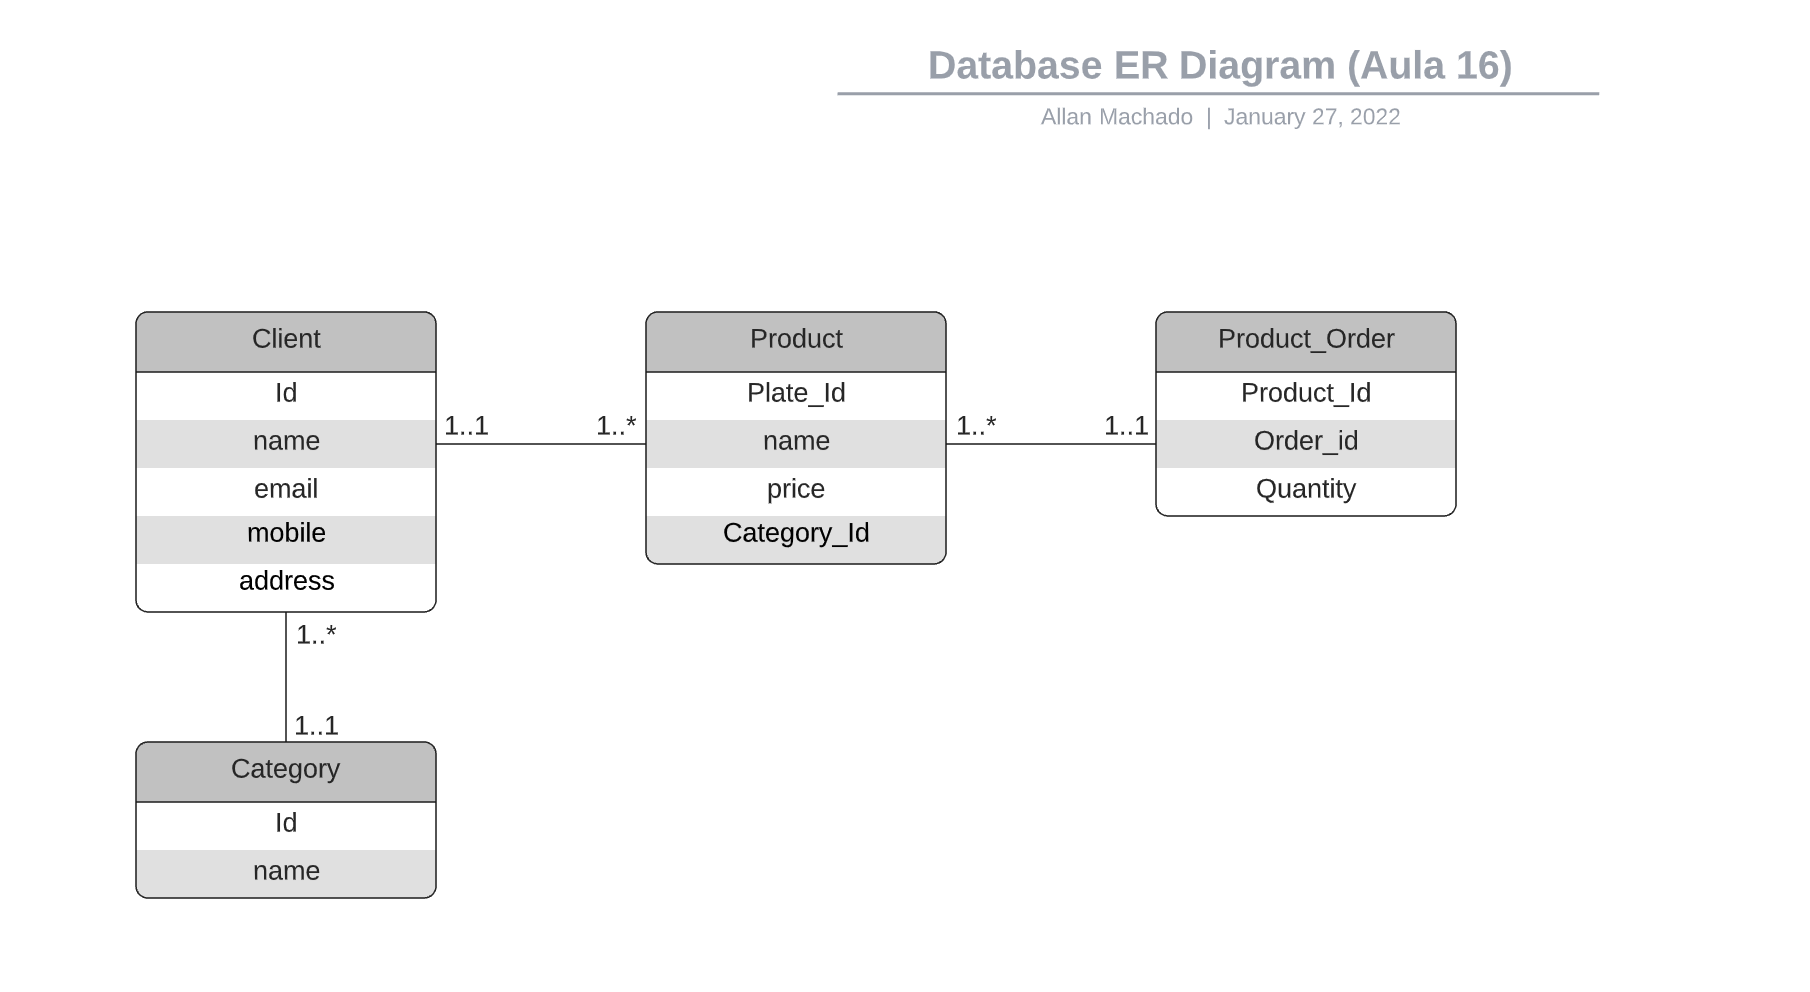 Database ER Diagram (Aula 16)
Allan Machado | January 27, 2022
Client
Id
name
email
mobile
address
1..1
1..*
Product
Plate_Id
name
price
Category_Id
1..*
1..1
Product_Order
Product_Id
Order_id
Quantity
1..*
1..1
Category
Id
name